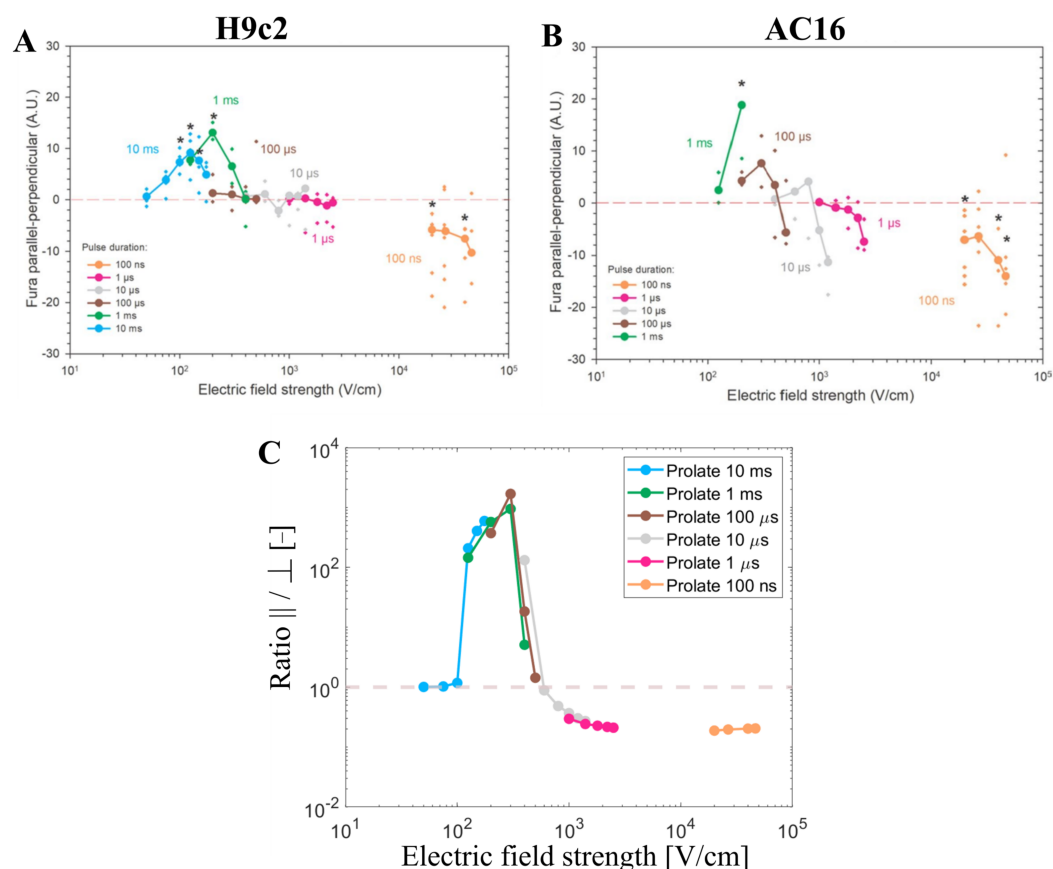 H9c2
AC16
A
30
20
10
0
-10
-20
-30
Fura parallel-perpendicular (A.U.)
10 ms
1 ms
100 µs
10 µs
1 µs
100 ns
* * * * * *
Pulse duration:
100 ns
1 µs
10 µs
100 µs
1 ms
10 ms
10¹ 10² 10³ 10⁴ 10⁵
Electric field strength (V/cm)
B
30
20
10
0
-10
-20
-30
Fura parallel-perpendicular (A.U.)
1 ms
100 µs
10 µs
1 µs
100 ns
* * * *
Pulse duration:
100 ns
1 µs
10 µs
100 µs
1 ms
10¹ 10² 10³ 10⁴ 10⁵
Electric field strength (V/cm)
C
10⁴
10²
10⁰
10⁻²
Ratio || / ⊥ [-]
Prolate 10 ms
Prolate 1 ms
Prolate 100 µs
Prolate 10 µs
Prolate 1 µs
Prolate 100 ns
10¹ 10² 10³ 10⁴ 10⁵
Electric field strength [V/cm]